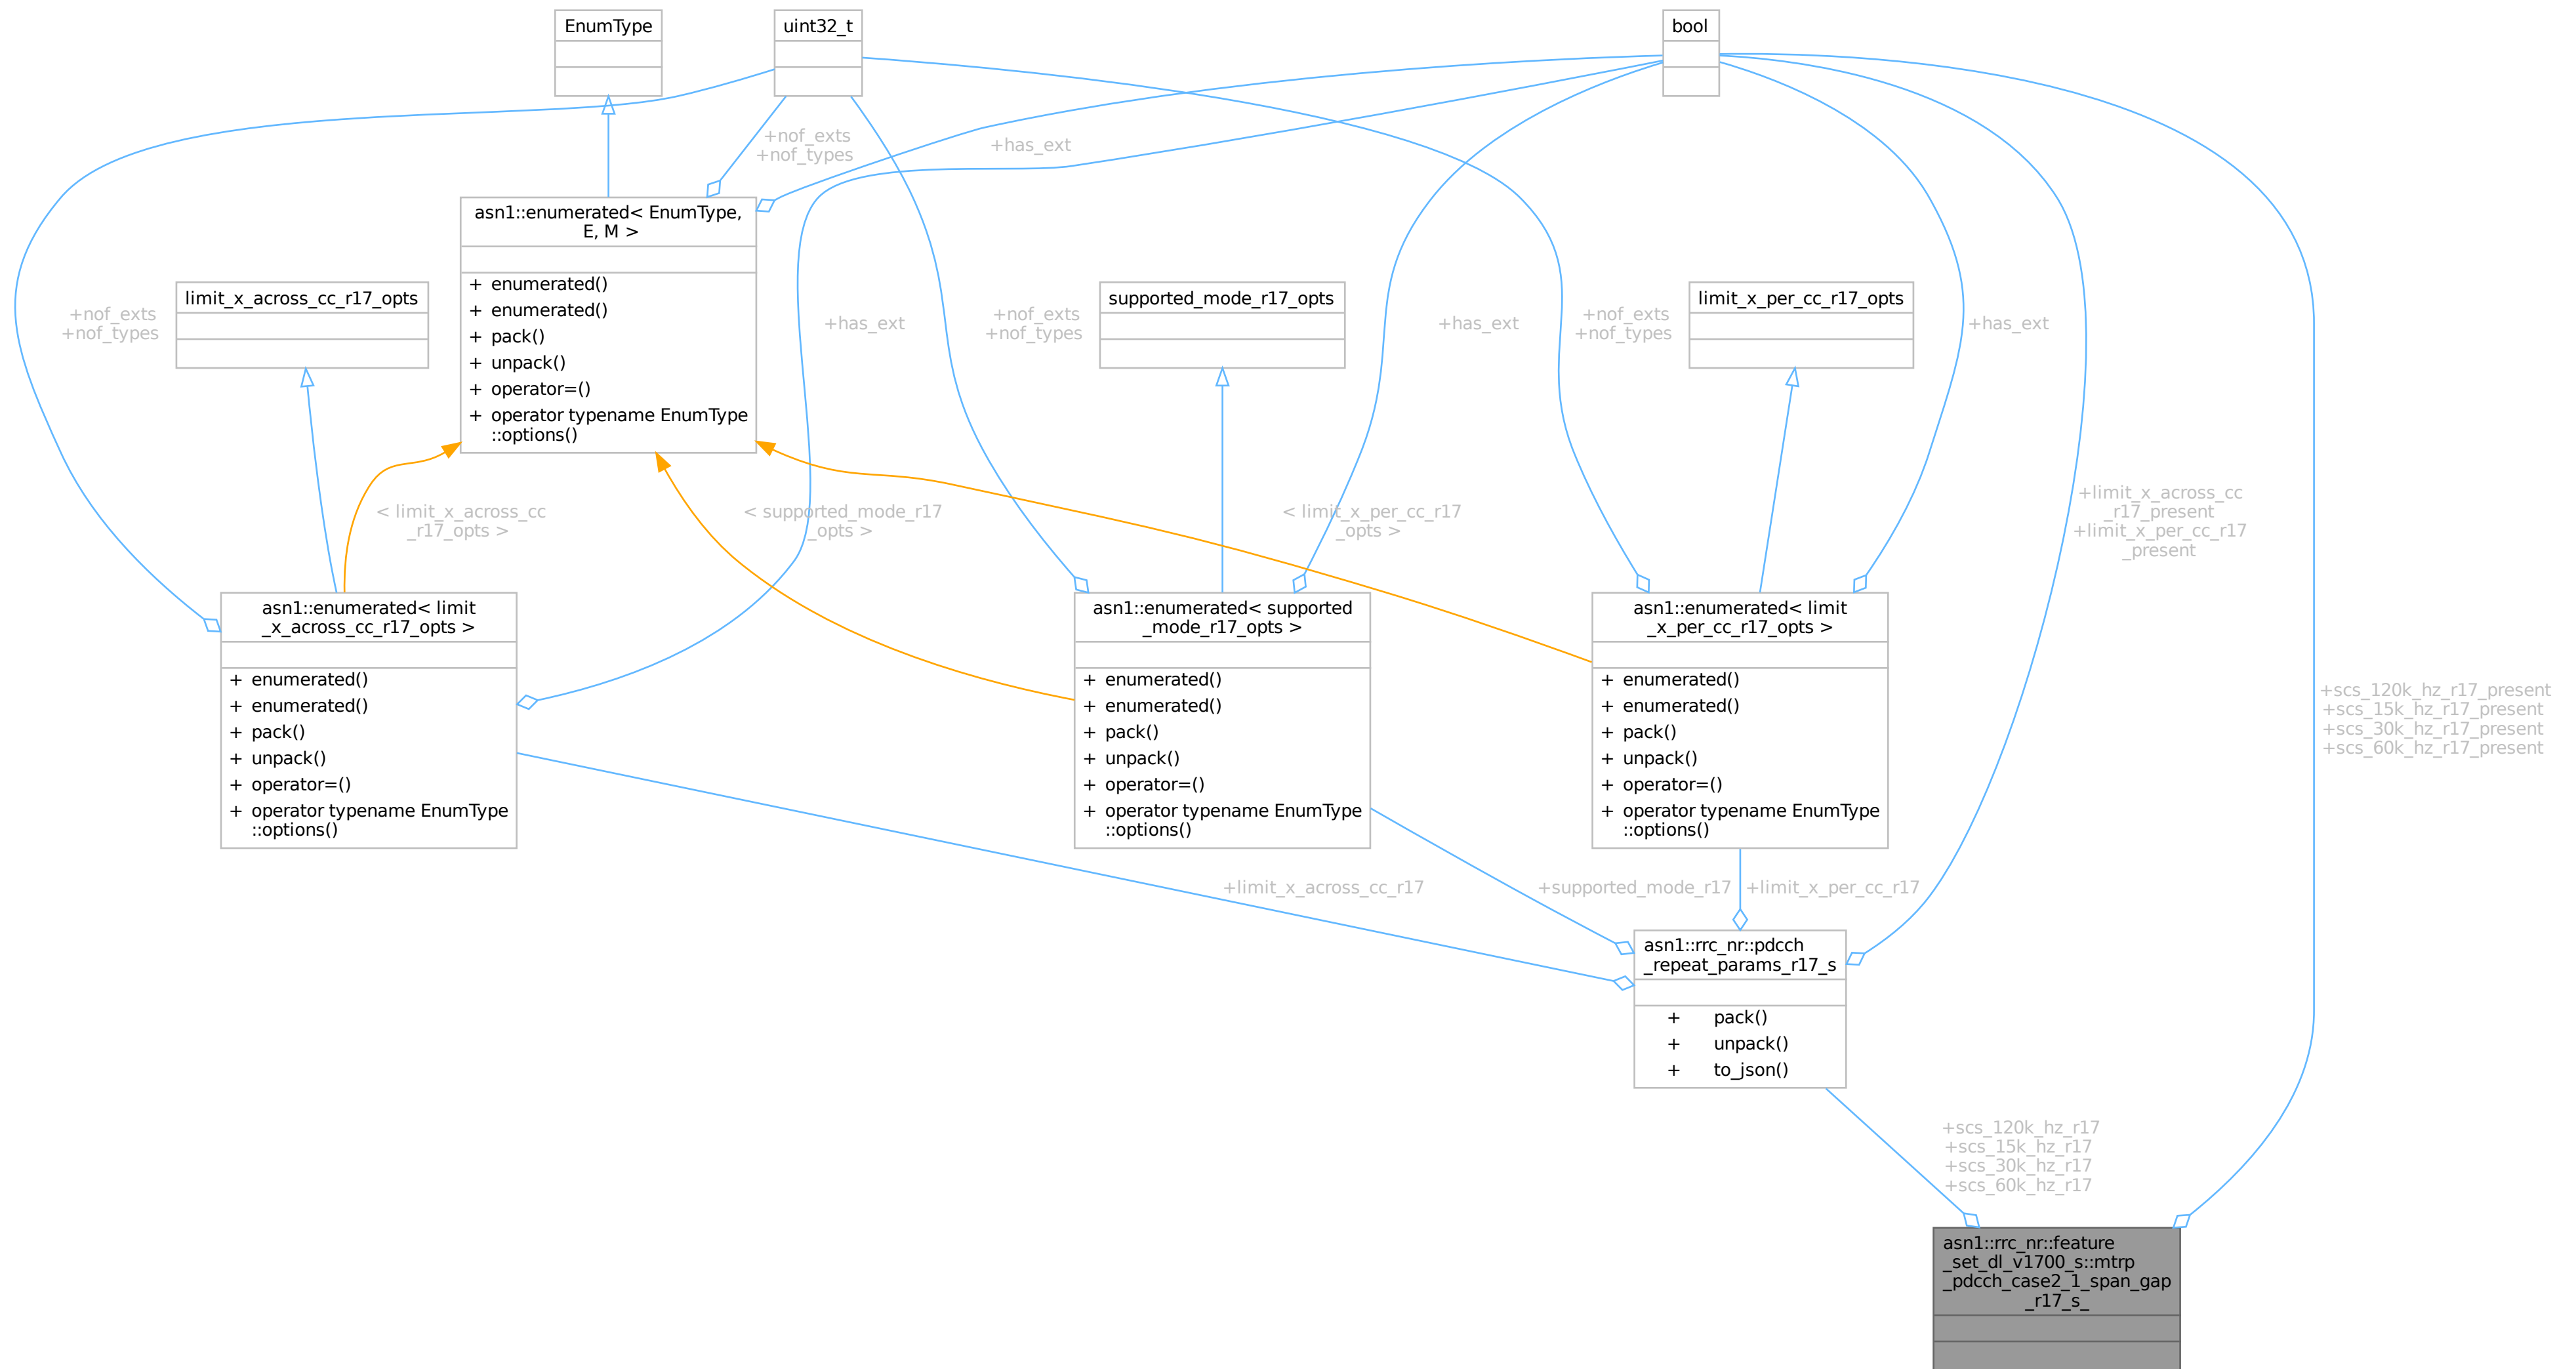 EnumType
uint32_t
bool
+nof_exts
+nof_types
+has_ext
asn1::enumerated< EnumType,
E, M >
+ enumerated()
+ enumerated()
+ pack()
+ unpack()
+ operator=()
+ operator typename EnumType
::options()
limit_x_across_cc_r17_opts
supported_mode_r17_opts
limit_x_per_cc_r17_opts
+nof_exts
+nof_types
+has_ext
+nof_exts
+nof_types
+has_ext
+nof_exts
+nof_types
+has_ext
< limit_x_across_cc
_r17_opts >
< supported_mode_r17
_opts >
< limit_x_per_cc_r17
_opts >
+limit_x_across_cc
_r17_present
+limit_x_per_cc_r17
_present
asn1::enumerated< limit
_x_across_cc_r17_opts >
+ enumerated()
+ enumerated()
+ pack()
+ unpack()
+ operator=()
+ operator typename EnumType
::options()
asn1::enumerated< supported
_mode_r17_opts >
+ enumerated()
+ enumerated()
+ pack()
+ unpack()
+ operator=()
+ operator typename EnumType
::options()
asn1::enumerated< limit
_x_per_cc_r17_opts >
+ enumerated()
+ enumerated()
+ pack()
+ unpack()
+ operator=()
+ operator typename EnumType
::options()
+scs_120k_hz_r17_present
+scs_15k_hz_r17_present
+scs_30k_hz_r17_present
+scs_60k_hz_r17_present
+limit_x_across_cc_r17
+supported_mode_r17
+limit_x_per_cc_r17
asn1::rrc_nr::pdcch
_repeat_params_r17_s
+ pack()
+ unpack()
+ to_json()
+scs_120k_hz_r17
+scs_15k_hz_r17
+scs_30k_hz_r17
+scs_60k_hz_r17
asn1::rrc_nr::feature
_set_dl_v1700_s::mtrp
_pdcch_case2_1_span_gap
_r17_s_